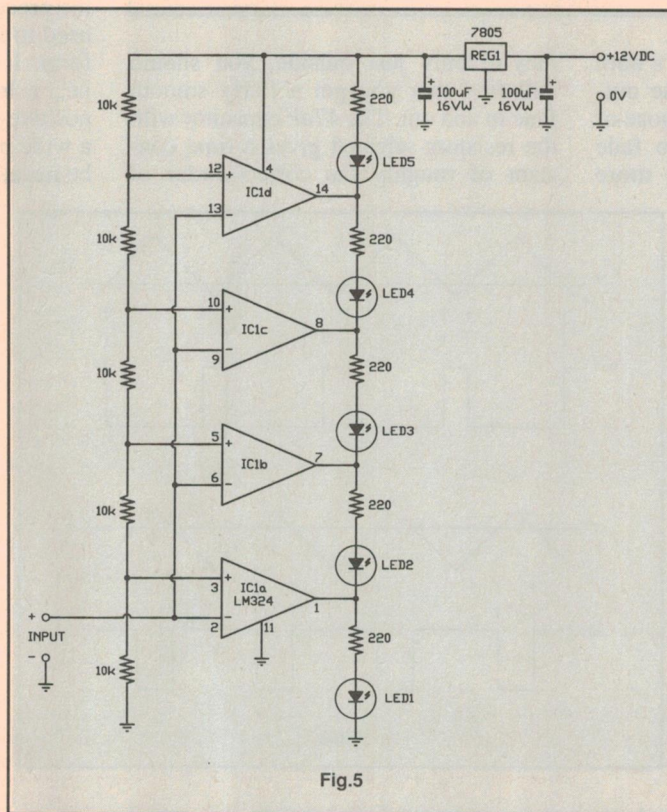 7805
REG1
+12VDC
0V
100uF
16VW
+
100uF
16VW
+
10k
220
LED5
12
+
4
14
13
-
IC1d
10k
220
LED4
10
+
8
9
-
IC1c
10k
220
LED3
5
+
7
6
-
IC1b
10k
220
LED2
3
+
IC1a
LM324
1
2
-
11
+
INPUT
-
10k
220
LED1
Fig.5